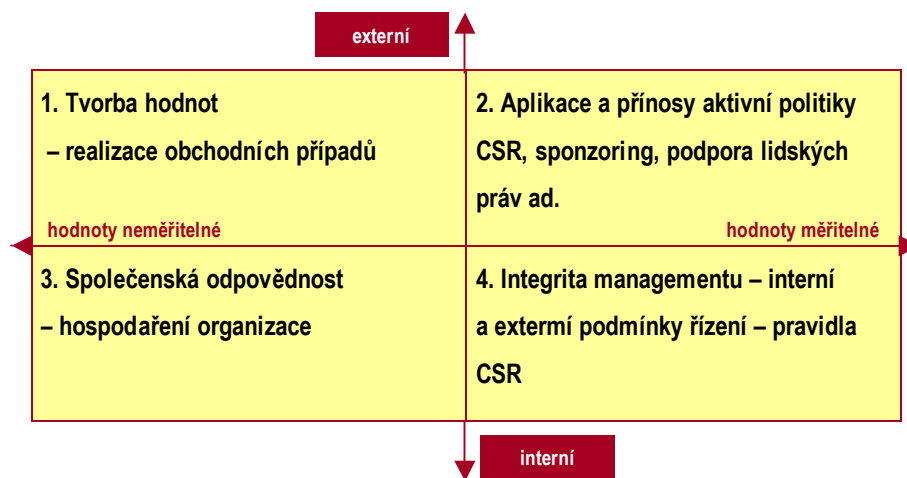 externí
1. Tvorba hodnot
– realizace obchodních případů
2. Aplikace a přínosy aktivní politiky
CSR, sponzoring, podpora lidských
práv ad.
hodnoty neměřitelné
hodnoty měřitelné
3. Společenská odpovědnost
– hospodaření organizace
4. Integrita managementu – interní
a extermí podmínky řízení – pravidla
CSR
interní